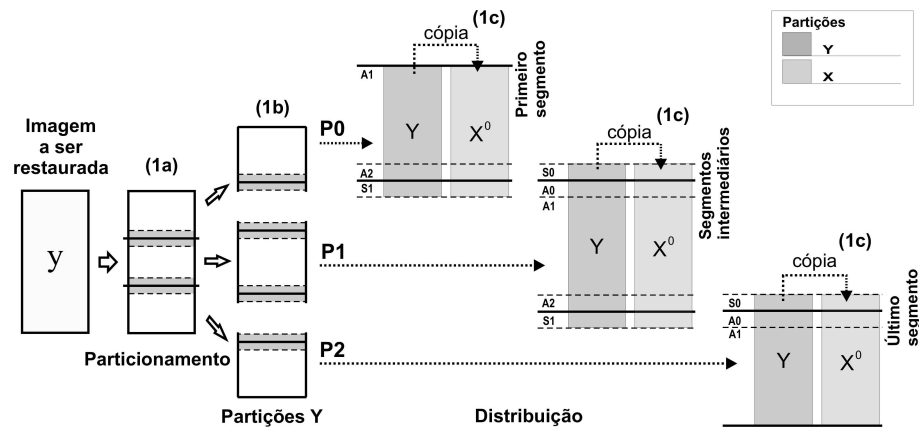 Imagem
a ser
restaurada
y
(1a)
Particionamento
(1b)
Partições Y
P0
P1
P2
Distribuição
(1c)
cópia
A1
Y
X⁰
A2
S1
Primeiro
segmento
(1c)
cópia
S0
A0
A1
Y
X⁰
A2
S1
Segmentos
intermediários
(1c)
cópia
S0
A0
A1
Y
X⁰
Último
segmento
Partições
Y
X